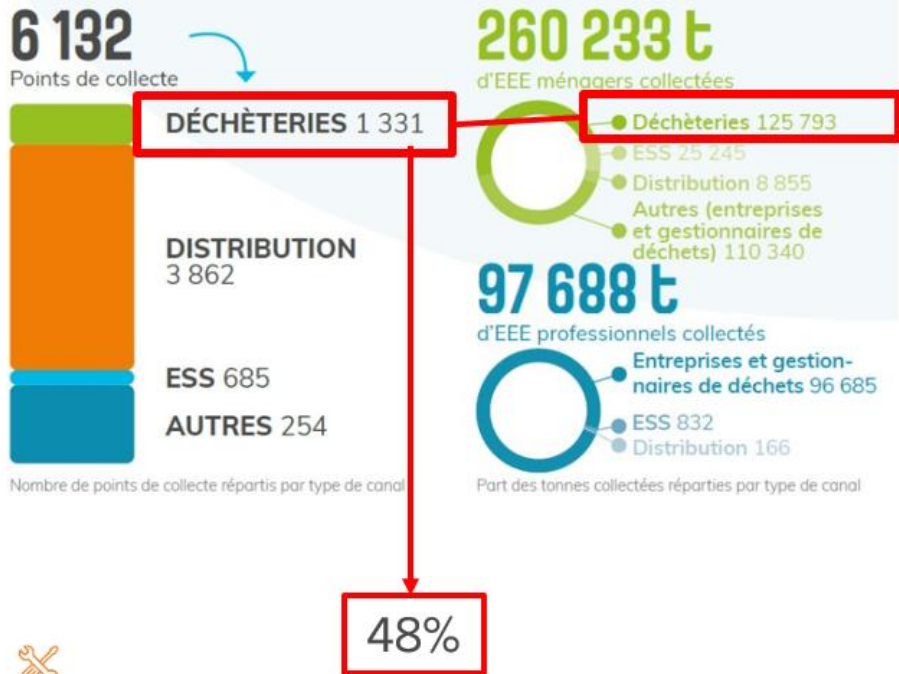 6 132
Points de collecte
DÉCHÈTERIES 1 331
DISTRIBUTION
3 862
ESS 685
AUTRES 254
Nombre de points de collecte répartis par type de canal
260 233 t
d'EEE ménagers collectées
Déchèteries 125 793
ESS 25 245
Distribution 8 855
Autres (entreprises
et gestionnaires de
déchets) 110 340
97 688 t
d'EEE professionnels collectés
Entreprises et gestion-
naires de déchets 96 685
ESS 832
Distribution 166
Part des tonnes collectées réparties par type de canal
48%